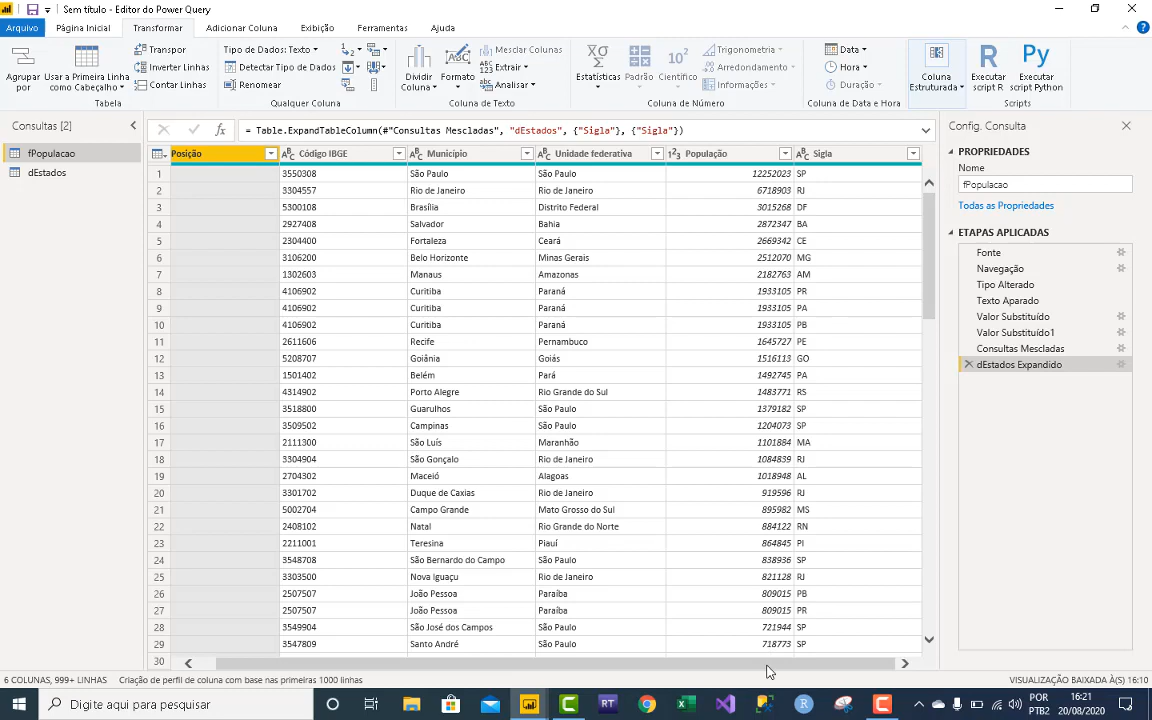 Sem título - Editor do Power Query
Arquivo Página Inicial Transformar Adicionar Coluna Exibição Ferramentas Ajuda
Agrupar por
Usar a Primeira Linha como Cabeçalho
Transpor
Inverter Linhas
Contar Linhas
Tabela
Tipo de Dados: Texto
Detectar Tipo de Dados
Renomear
Qualquer Coluna
Dividir Coluna
Formato
Mesclar Colunas
Extrair
Analisar
Coluna de Texto
Estatísticas
Padrão
Científico
Trigonometria
Arredondamento
Informações
Coluna de Número
Data
Hora
Duração
Coluna de Data e Hora
Coluna Estruturada
Executar script R
Executar script Python
Scripts
Consultas [2]
fPopulacao
dEstados
= Table.ExpandTableColumn(#"Consultas Mescladas", "dEstados", {"Sigla"}, {"Sigla"})
Posição Código IBGE Município Unidade federativa População Sigla
1 3550308 São Paulo São Paulo 12252023 SP
2 3304557 Rio de Janeiro Rio de Janeiro 6718903 RJ
3 5300108 Brasília Distrito Federal 3015268 DF
4 2927408 Salvador Bahia 2872347 BA
5 2304400 Fortaleza Ceará 2669342 CE
6 3106200 Belo Horizonte Minas Gerais 2512070 MG
7 1302603 Manaus Amazonas 2182763 AM
8 4106902 Curitiba Paraná 1933105 PR
9 4106902 Curitiba Paraná 1933105 PA
10 4106902 Curitiba Paraná 1933105 PB
11 2611606 Recife Pernambuco 1645727 PE
12 5208707 Goiânia Goiás 1516113 GO
13 1501402 Belém Pará 1492745 PA
14 4314902 Porto Alegre Rio Grande do Sul 1483771 RS
15 3518800 Guarulhos São Paulo 1379182 SP
16 3509502 Campinas São Paulo 1204073 SP
17 2111300 São Luís Maranhão 1101884 MA
18 3304904 São Gonçalo Rio de Janeiro 1084839 RJ
19 2704302 Maceió Alagoas 1018948 AL
20 3301702 Duque de Caxias Rio de Janeiro 919596 RJ
21 5002704 Campo Grande Mato Grosso do Sul 895982 MS
22 2408102 Natal Rio Grande do Norte 884122 RN
23 2211001 Teresina Piauí 864845 PI
24 3548708 São Bernardo do Campo São Paulo 838936 SP
25 3303500 Nova Iguaçu Rio de Janeiro 821128 RJ
26 2507507 João Pessoa Paraíba 809015 PB
27 2507507 João Pessoa Paraíba 809015 PR
28 3549904 São José dos Campos São Paulo 721944 SP
29 3547809 Santo André São Paulo 718773 SP
30
Config. Consulta
PROPRIEDADES
Nome
fPopulacao
Todas as Propriedades
ETAPAS APLICADAS
Fonte
Navegação
Tipo Alterado
Texto Aparado
Valor Substituído
Valor Substituído1
Consultas Mescladas
dEstados Expandido
6 COLUNAS, 999+ LINHAS Criação de perfil de coluna com base nas primeiras 1000 linhas VISUALIZAÇÃO BAIXADA À(S) 16:10
Digite aqui para pesquisar
POR
PTB2
16:21
20/08/2020